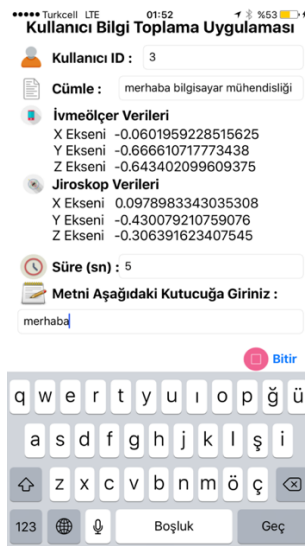 Turkcell LTE 01:52 %53
Kullanıcı Bilgi Toplama Uygulaması
Kullanıcı ID : 3
Cümle : merhaba bilgisayar mühendisliği
İvmeölçer Verileri
X Ekseni -0.0601959228515625
Y Ekseni -0.666610717773438
Z Ekseni -0.643402099609375
Jiroskop Verileri
X Ekseni 0.0978983343035308
Y Ekseni -0.430079210759076
Z Ekseni -0.306391623407545
Süre (sn) : 5
Metni Aşağıdaki Kutucuğa Giriniz :
merhaba
Bitir
q w e r t y u ı o p ğ ü
a s d f g h j k l ş i
z x c v b n m ö ç
123 Boşluk Geç